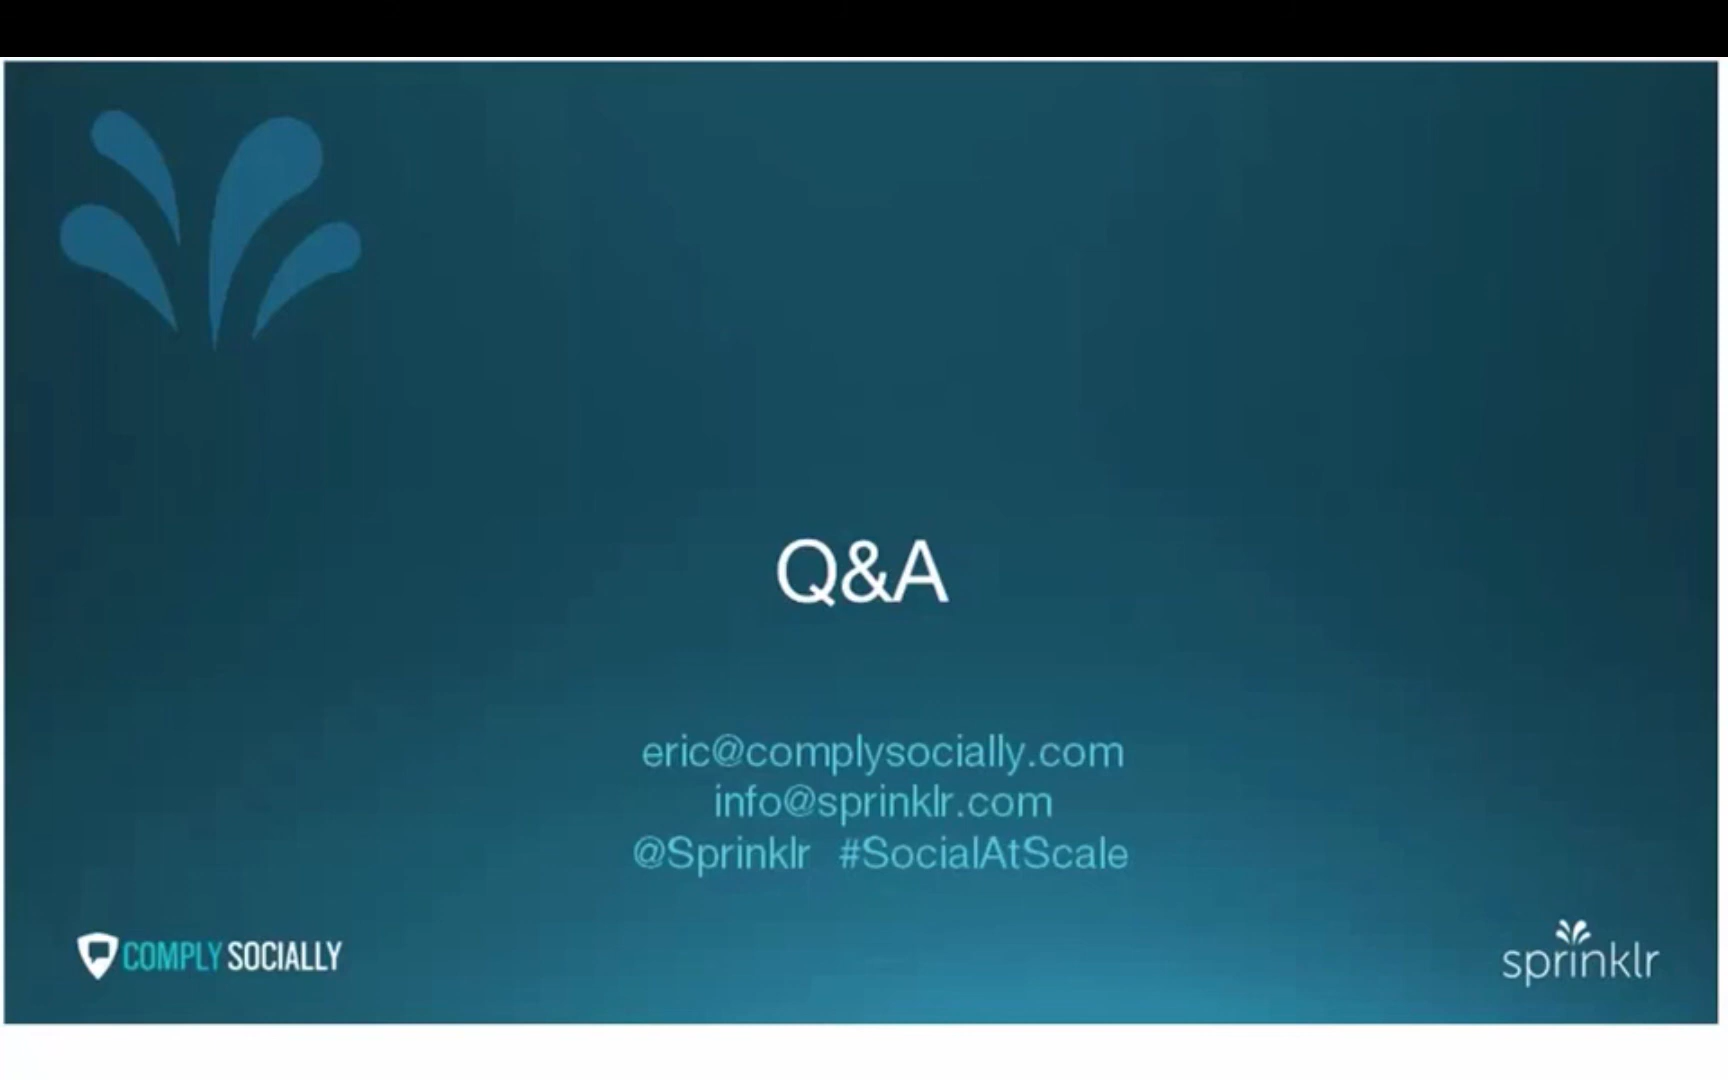 Q&A
eric@complysocially.com
info@sprinklr.com
@Sprinklr #SocialAtScale
COMPLY SOCIALLY
sprinklr